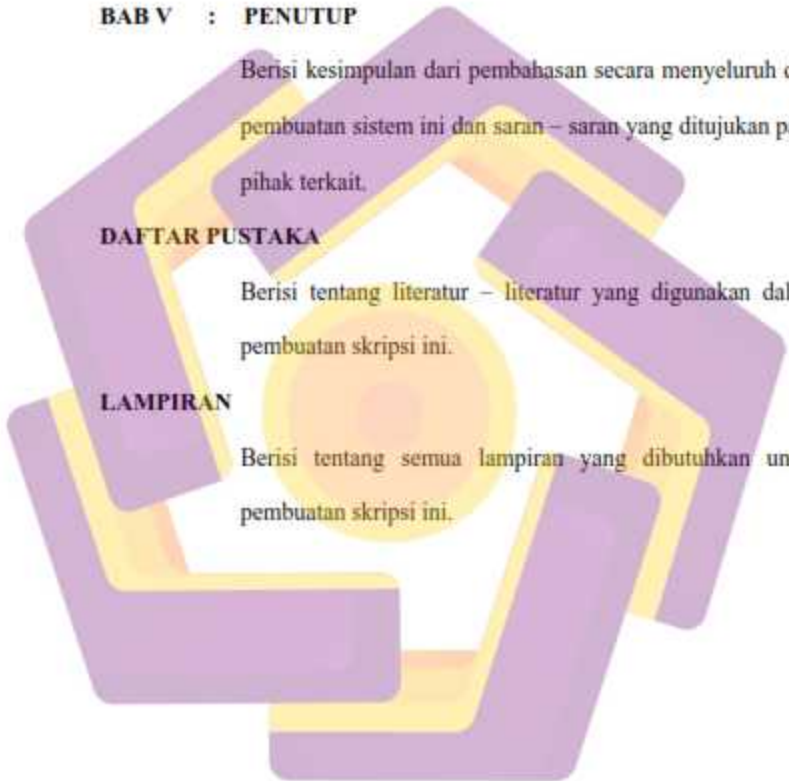 BAB V : PENUTUP
Berisi kesimpulan dari pembahasan secara menyeluruh
pembuatan sistem ini dan saran – saran yang ditujukan
pihak terkait.
DAFTAR PUSTAKA
Berisi tentang literatur – literatur yang digunakan
pembuatan skripsi ini.
LAMPIRAN
Berisi tentang semua lampiran yang dibutuhkan
pembuatan skripsi ini.